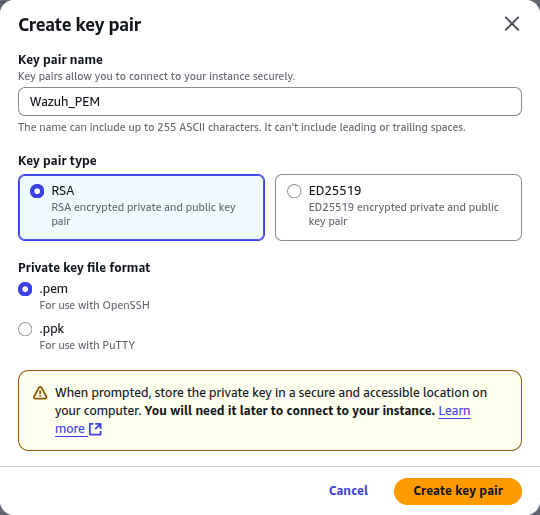 Create key pair
Key pair name
Key pairs allow you to connect to your instance securely.
Wazuh_PEM
The name can include up to 255 ASCII characters. It can't include leading or trailing spaces.
Key pair type
RSA
RSA encrypted private and public key
pair
ED25519
ED25519 encrypted private and public
key pair
Private key file format
.pem
For use with OpenSSH
.ppk
For use with PuTTY
When prompted, store the private key in a secure and accessible location on
your computer. You will need it later to connect to your instance. Learn
more
Cancel
Create key pair